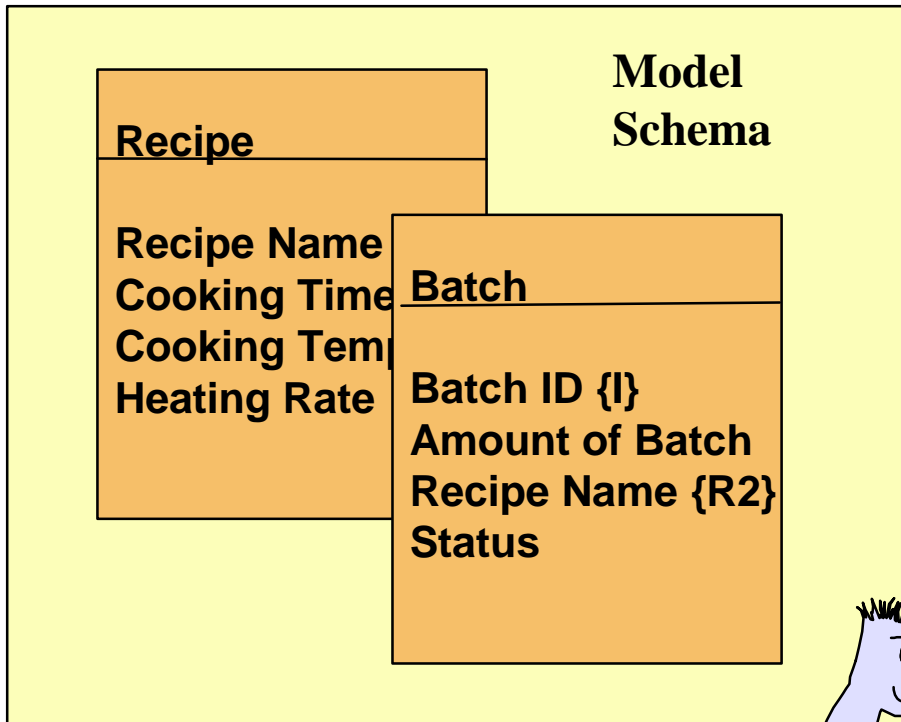 Model
Schema
Recipe
Recipe Name
Cooking Time
Cooking Temp
Heating Rate
Batch
Batch ID {I}
Amount of Batch
Recipe Name {R2}
Status